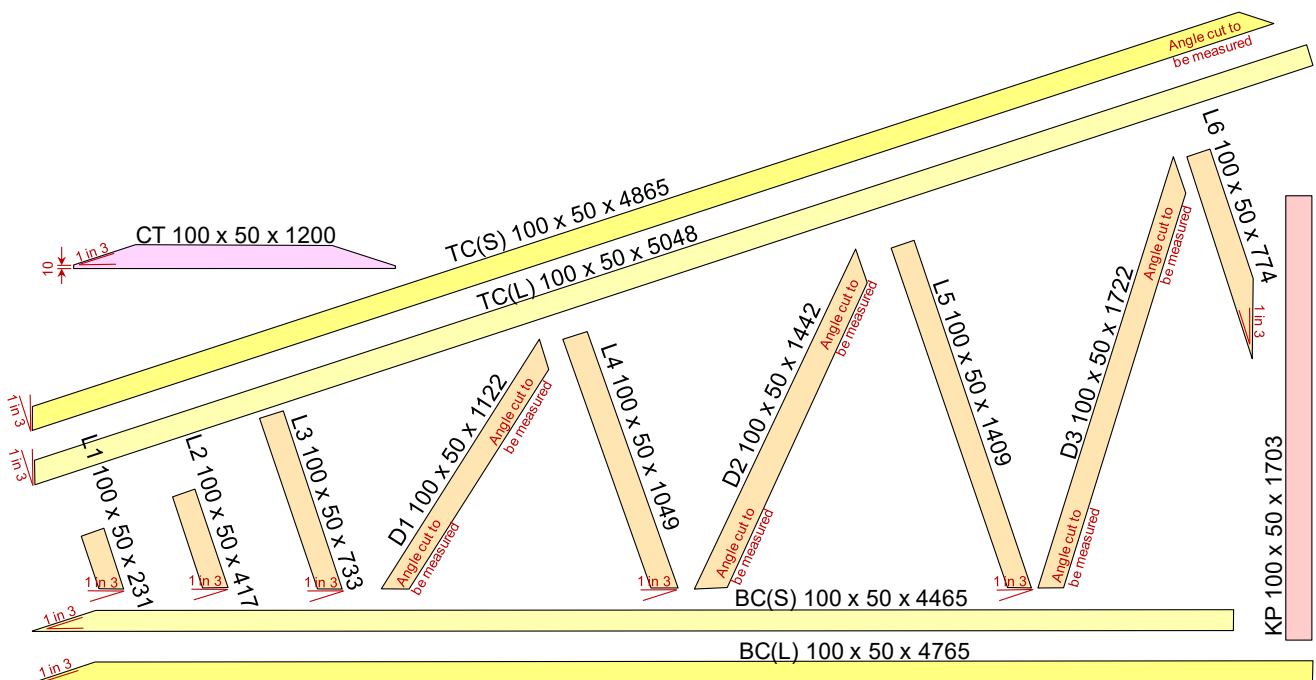 Angle cut to
be measured
TC(S) 100 x 50 x 4865
TC(L) 100 x 50 x 5048
CT 100 x 50 x 1200
1 in 3
10
1 in 3
1 in 3
L1 100 x 50 x 231
1 in 3
L2 100 x 50 x 417
1 in 3
L3 100 x 50 x 733
1 in 3
D1 100 x 50 x 1122
Angle cut to
be measured
Angle cut to
be measured
L4 100 x 50 x 1049
1 in 3
D2 100 x 50 x 1442
Angle cut to
be measured
Angle cut to
be measured
L5 100 x 50 x 1409
1 in 3
D3 100 x 50 x 1722
Angle cut to
be measured
Angle cut to
be measured
L6 100 x 50 x 774
1 in 3
KP 100 x 50 x 1703
BC(S) 100 x 50 x 4465
1 in 3
BC(L) 100 x 50 x 4765
1 in 3